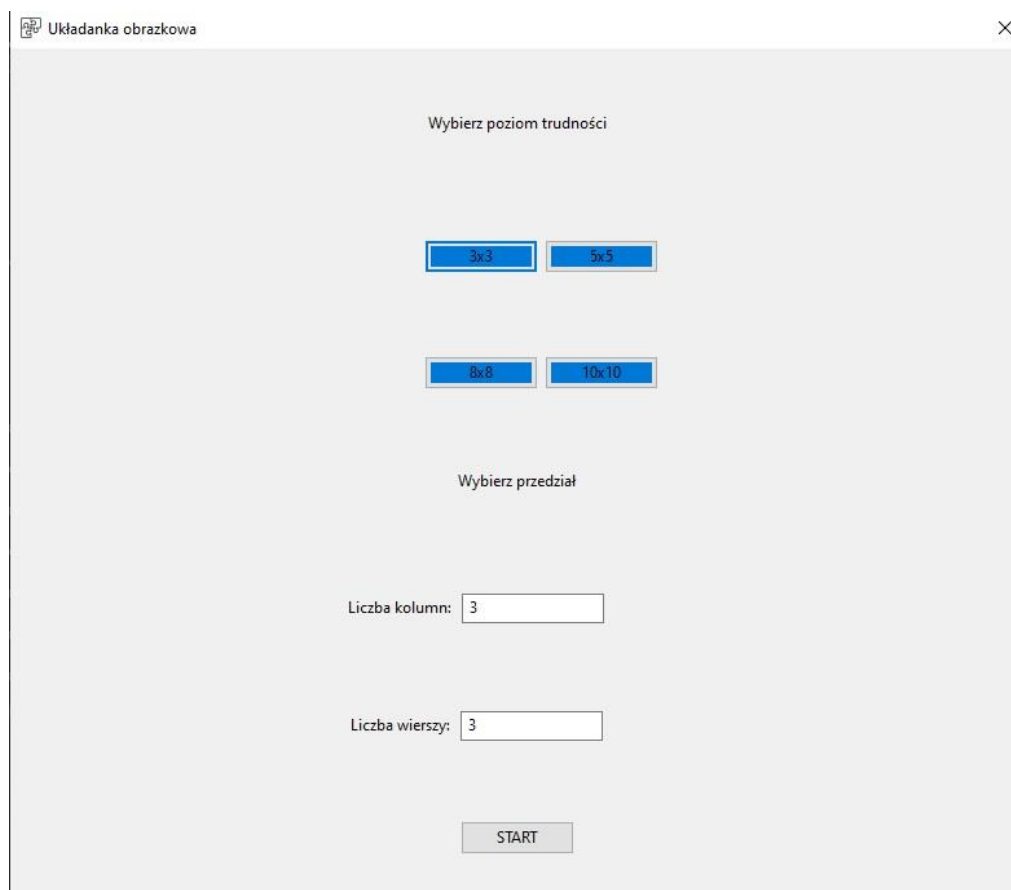 Układanka obrazkowa
Wybierz poziom trudności
3x3 5x5
8x8 10x10
Wybierz przedział
Liczba kolumn: 3
Liczba wierszy: 3
START